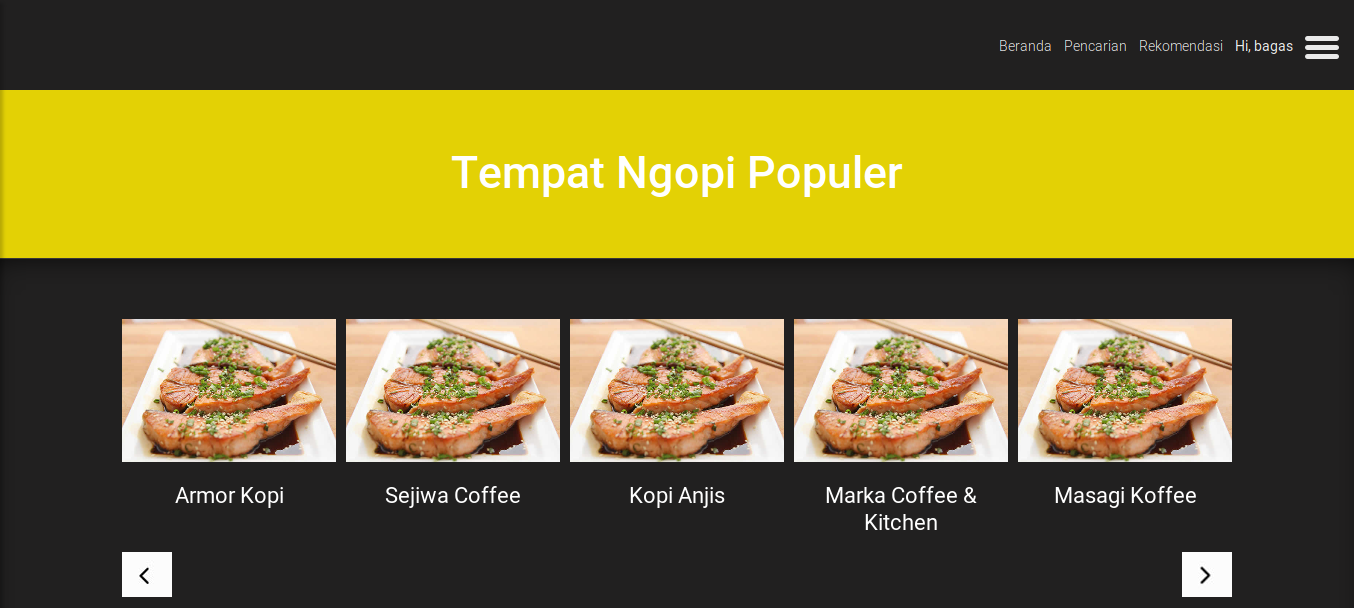 Beranda Pencarian Rekomendasi Hi, bagas
Tempat Ngopi Populer
Armor Kopi
Sejiwa Coffee
Kopi Anjis
Marka Coffee &
Kitchen
Masagi Koffee